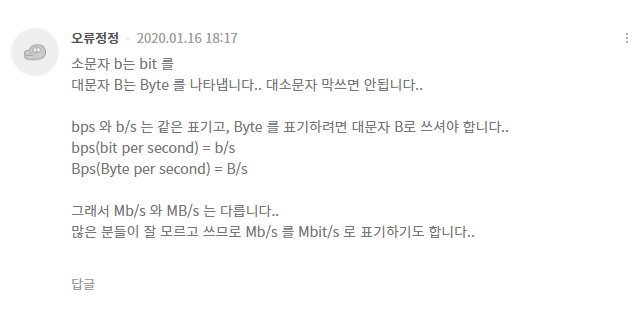 오류정정 · 2020.01.16 18:17
소문자 b는 bit 를
대문자 B는 Byte 를 나타냅니다.. 대소문자 막쓰면 안됩니다..
bps 와 b/s 는 같은 표기고, Byte 를 표기하려면 대문자 B로 쓰셔야 합니다..
bps(bit per second) = b/s
Bps(Byte per second) = B/s
그래서 Mb/s 와 MB/s 는 다릅니다..
많은 분들이 잘 모르고 쓰므로 Mb/s 를 Mbit/s 로 표기하기도 합니다..
답글